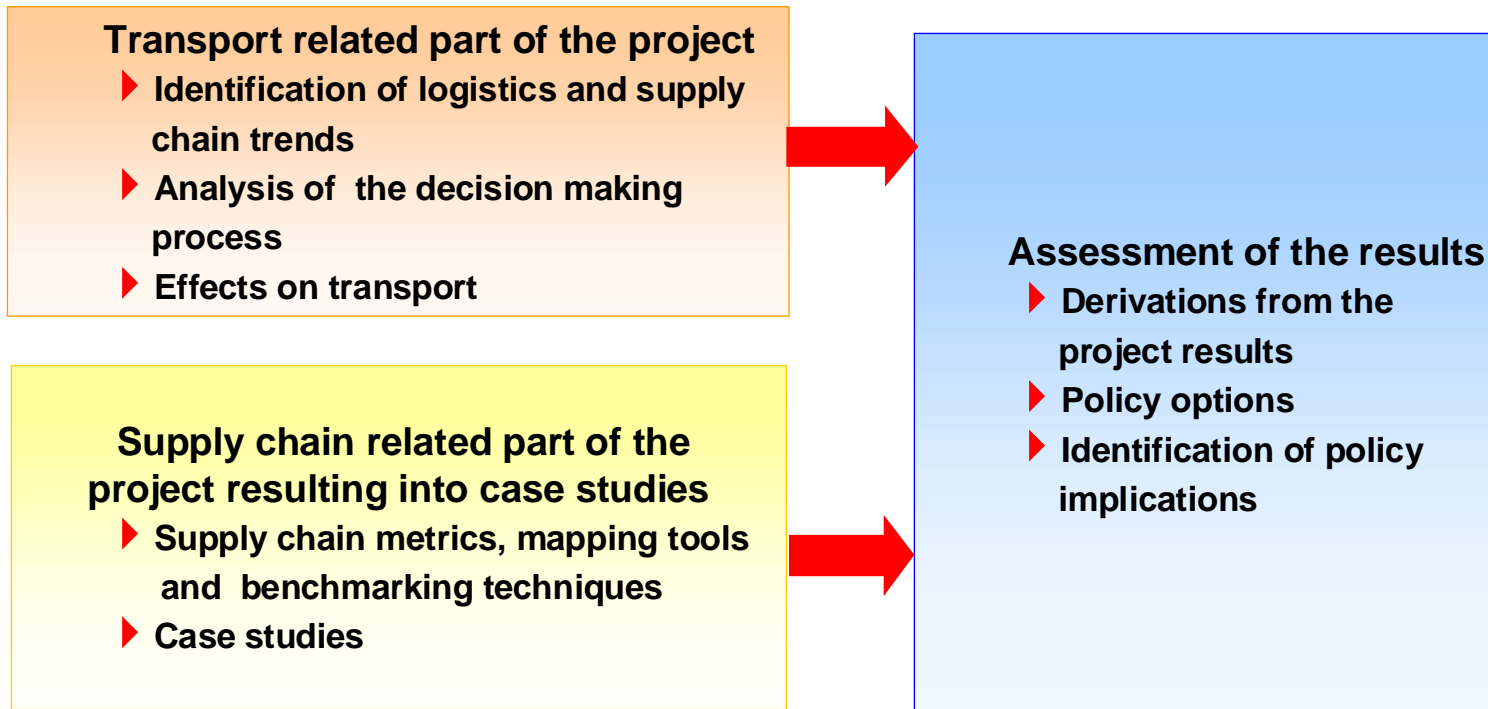 Transport related part of the project
Identification of logistics and supply
chain trends
Analysis of the decision making
process
Effects on transport
Supply chain related part of the
project resulting into case studies
Supply chain metrics, mapping tools
and benchmarking techniques
Case studies
Assessment of the results
Derivations from the
project results
Policy options
Identification of policy
implications